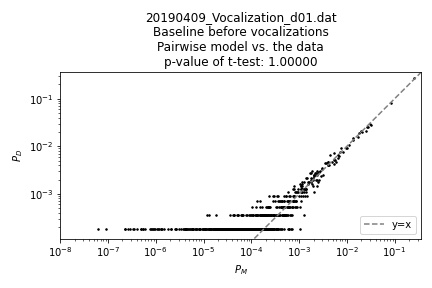 20190409_Vocalization_d01.dat
Baseline before vocalizations
Pairwise model vs. the data
p-value of t-test: 1.00000
10⁻¹
10⁻²
10⁻³
P_D
y=x
10⁻⁸ 10⁻⁷ 10⁻⁶ 10⁻⁵ 10⁻⁴ 10⁻³ 10⁻² 10⁻¹
P_M